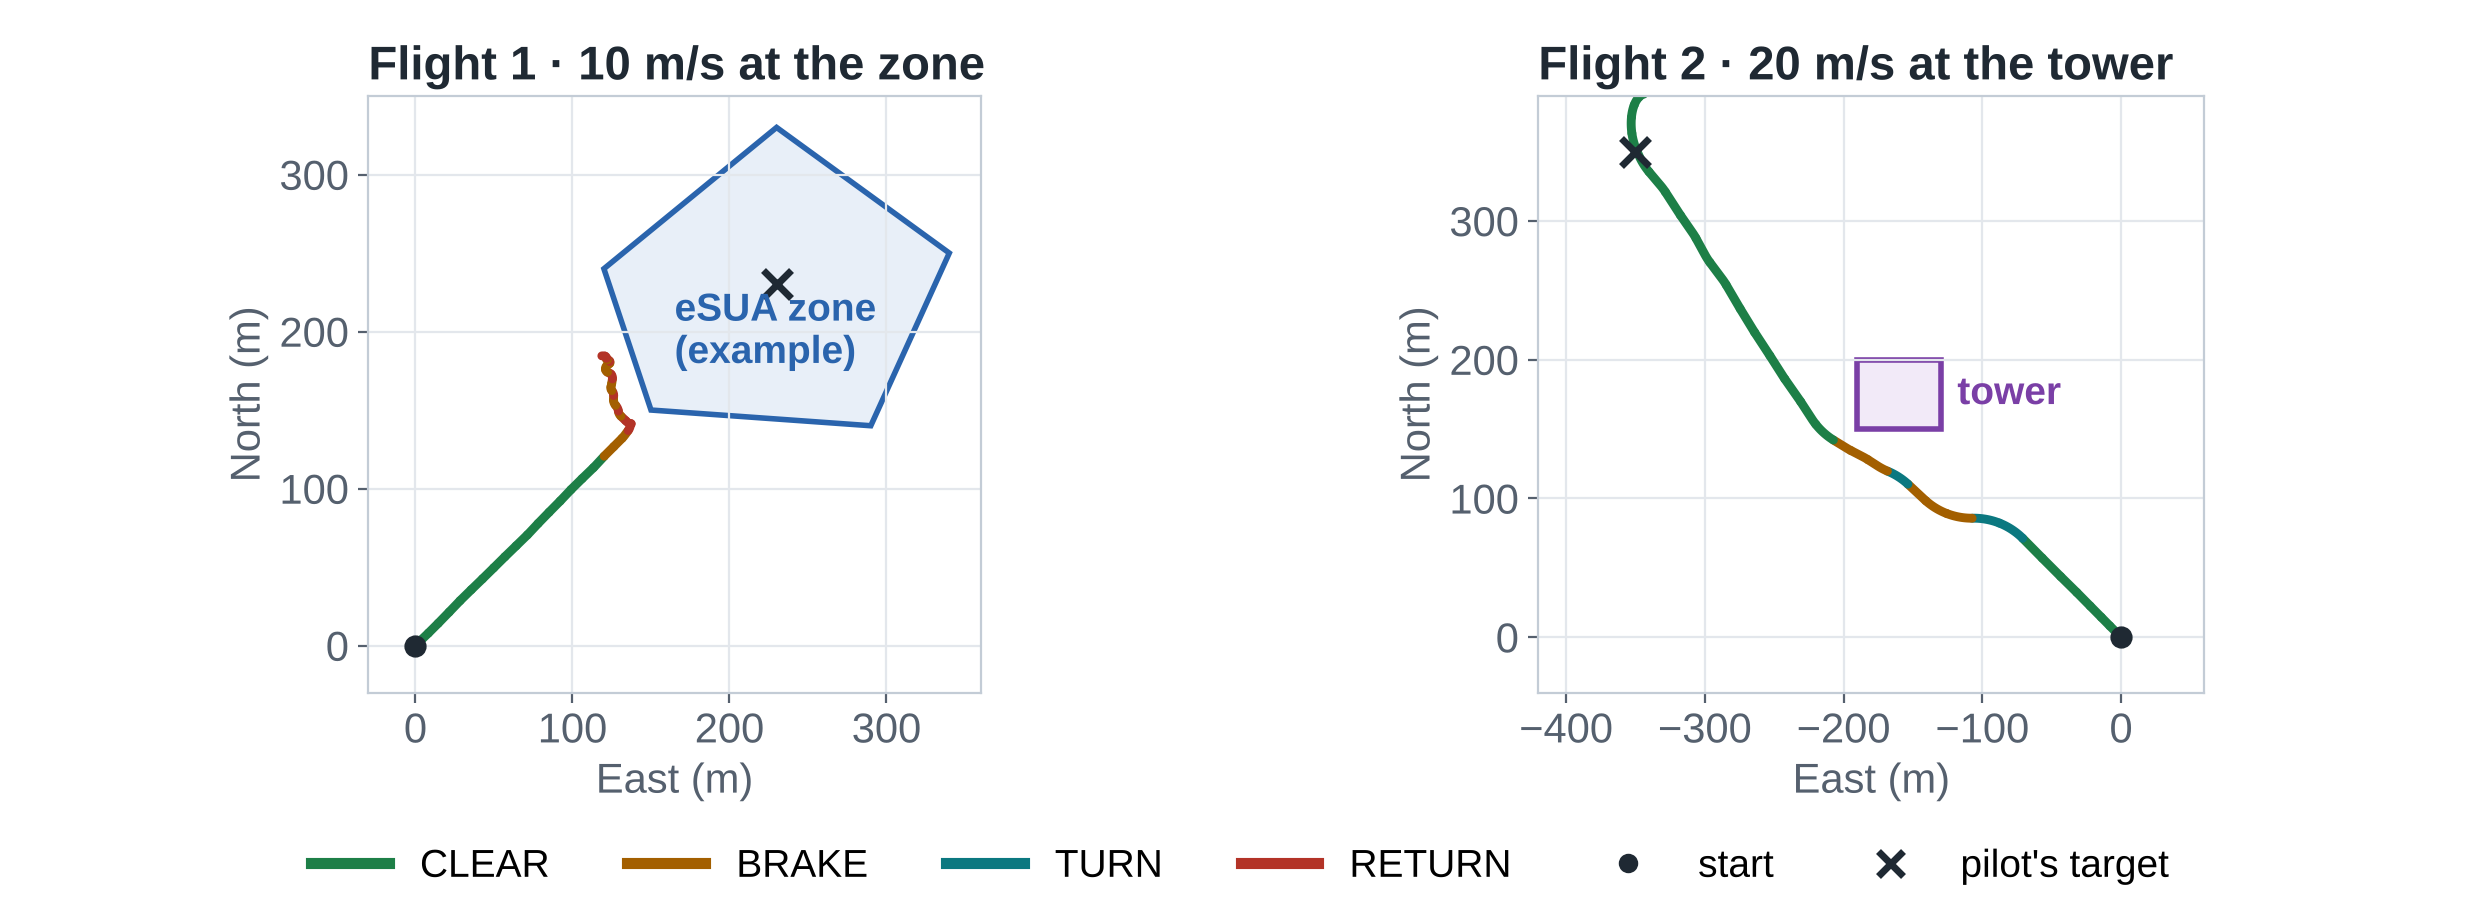 Flight 1 · 10 m/s at the zone
300
200
100
0
North (m)
eSUA zone
(example)
0 100 200 300
East (m)
Flight 2 · 20 m/s at the tower
300
200
100
0
North (m)
tower
−400 −300 −200 −100 0
East (m)
CLEAR BRAKE TURN RETURN start pilot's target